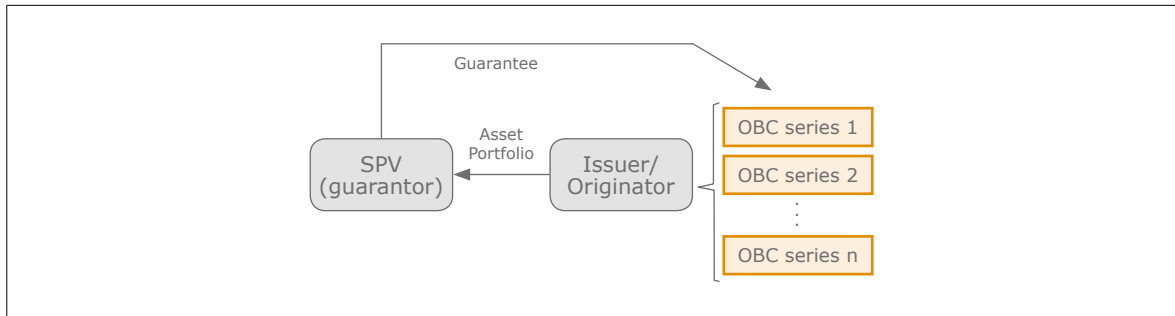 Guarantee
OBC series 1
Asset
Portfolio
SPV
(guarantor)
Issuer/
Originator
OBC series 2
OBC series n